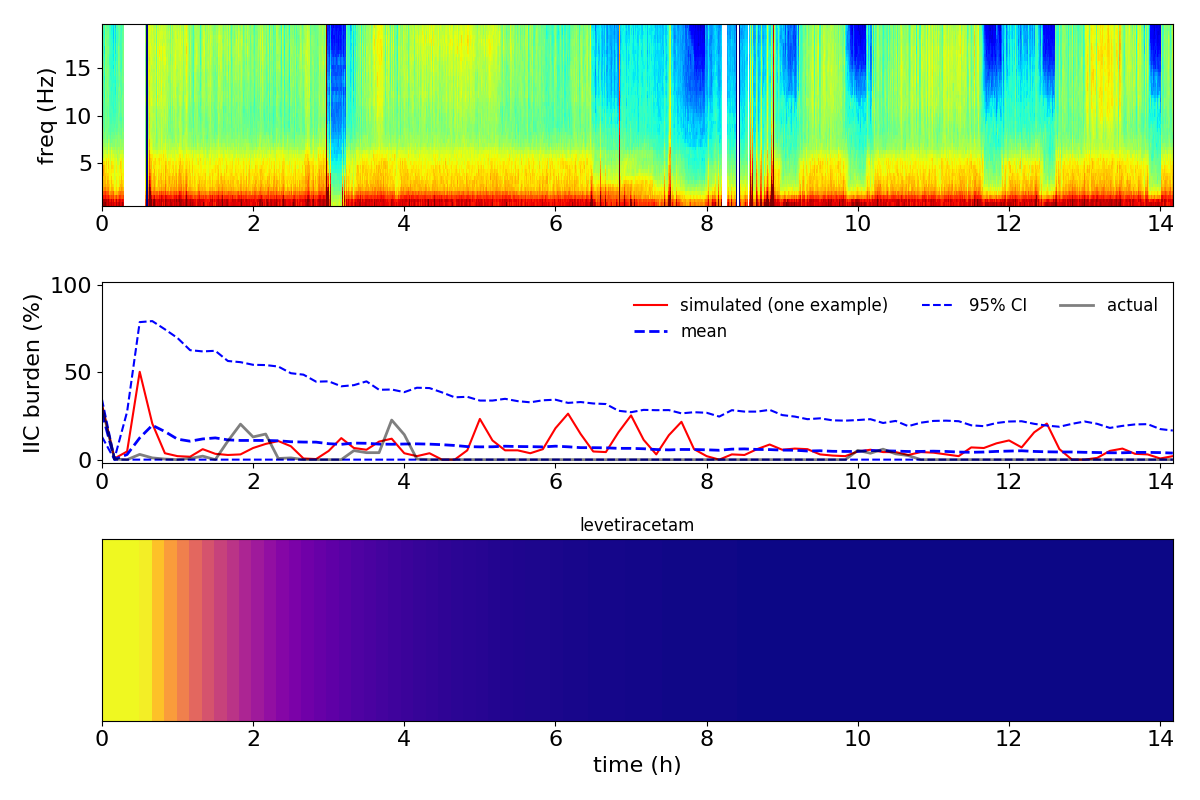 freq (Hz)
15
10
5
0 2 4 6 8 10 12 14
IIC burden (%)
100
50
0
simulated (one example) 95% CI actual
mean
0 2 4 6 8 10 12 14
levetiracetam
0 2 4 6 8 10 12 14
time (h)